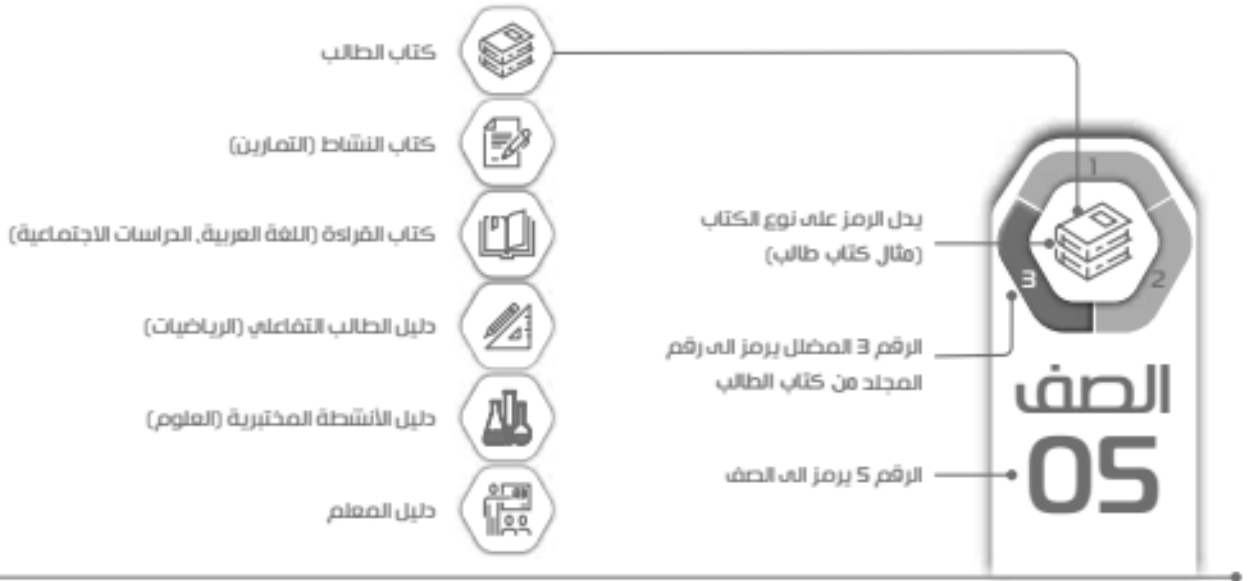 1
2
3
الصف
05
يدل الرمز على نوع الكتاب
(مثال كتاب طالب)
الرقم 3 المضلل يرمز الى رقم
المجلد من كتاب الطالب
الرقم 5 يرمز الى الصف
كتاب الطالب
كتاب النشاط (التمارين)
كتاب القراءة (اللغة العربية, الدراسات الاجتماعية)
دليل الطالب التفاعلي (الرياضيات)
دليل الأنشطة المختبرية (العلوم)
دليل المعلم